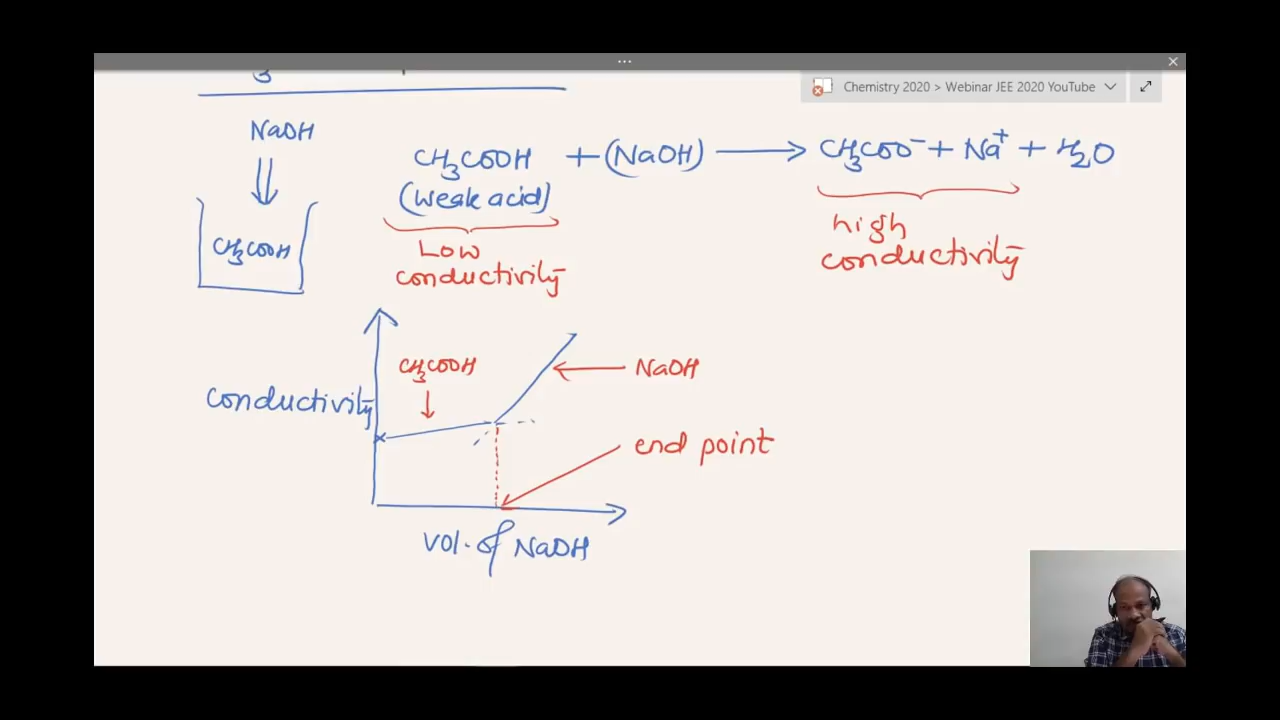 ...
Chemistry 2020 > Webinar JEE 2020 YouTube
NaOH
CH₃COOH + (NaOH) ⟶ CH₃COO⁻ + Na⁺ + H₂O
(weak acid)
CH₃COOH
Low
conductivity
high
conductivity
CH₃COOH
NaOH
conductivity
end point
vol. of NaOH